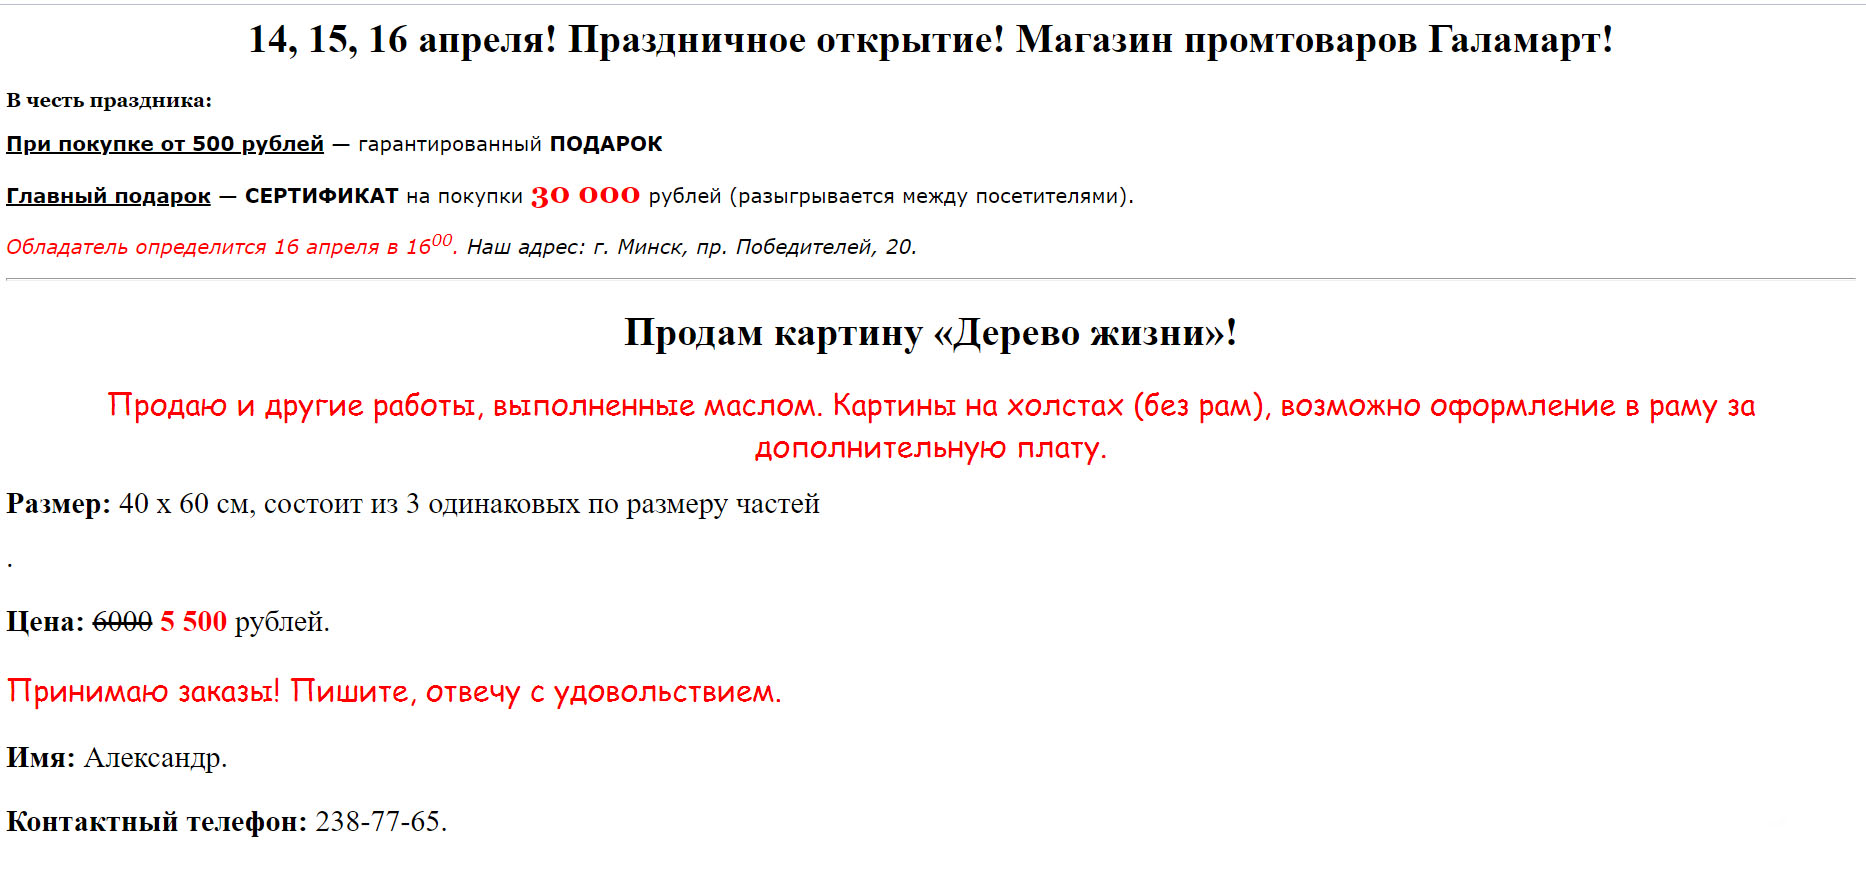 14, 15, 16 апреля! Праздничное открытие! Магазин промтоваров Галамарт!
В честь праздника:
При покупке от 500 рублей — гарантированный ПОДАРОК
Главный подарок — СЕРТИФИКАТ на покупки 30 000 рублей (разыгрывается между посетителями).
Обладатель определится 16 апреля в 16⁰⁰. Наш адрес: г. Минск, пр. Победителей, 20.
Продам картину «Дерево жизни»!
Продаю и другие работы, выполненные маслом. Картины на холстах (без рам), возможно оформление в раму за
дополнительную плату.
Размер: 40 x 60 см, состоит из 3 одинаковых по размеру частей
.
Цена: 6000 5 500 рублей.
Принимаю заказы! Пишите, отвечу с удовольствием.
Имя: Александр.
Контактный телефон: 238-77-65.